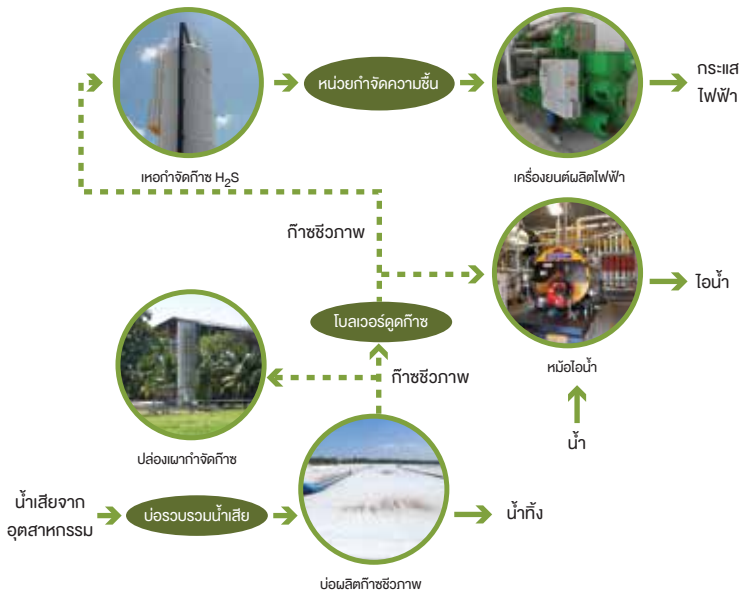 หน่วยกำจัดความชื้น
กระแส
ไฟฟ้า
เหอกำจัดก๊าซ H₂S
เครื่องยนต์ผลิตไฟฟ้า
ก๊าซชีวภาพ
ไอน้ำ
โบลเวอร์ดูดก๊าซ
หม้อไอน้ำ
ก๊าซชีวภาพ
น้ำ
ปล่องเผากำจัดก๊าซ
น้ำเสียจาก
อุตสาหกรรม
บ่อรวบรวมน้ำเสีย
น้ำทิ้ง
บ่อผลิตก๊าซชีวภาพ